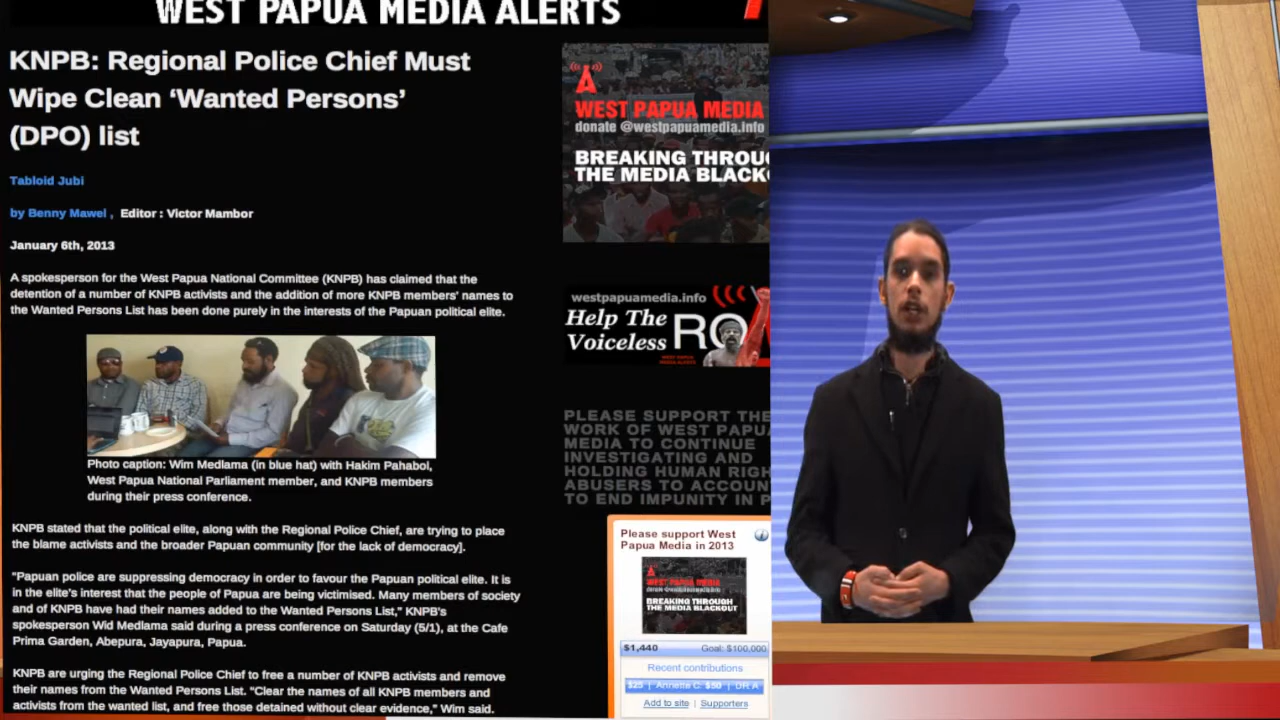 WEST PAPUA MEDIA ALERTS
KNPB: Regional Police Chief Must
Wipe Clean ‘Wanted Persons’
(DPO) list
Tabloid Jubi
by Benny Mawel , Editor : Victor Mambor
January 6th, 2013
A spokesperson for the West Papua National Committee (KNPB) has claimed that the
detention of a number of KNPB activists and the addition of more KNPB members' names to
the Wanted Persons List has been done purely in the interests of the Papuan political elite.
Photo caption: Wim Medlama (in blue hat) with Hakim Pahabol,
West Papua National Parliament member, and KNPB members
during their press conference.
KNPB stated that the political elite, along with the Regional Police Chief, are trying to place
the blame activists and the broader Papuan community [for the lack of democracy].
"Papuan police are suppressing democracy in order to favour the Papuan political elite. It is
in the elite's interest that the people of Papua are being victimised. Many members of society
and of KNPB have had their names added to the Wanted Persons List," KNPB's
spokesperson Wid Medlama said during a press conference on Saturday (5/1), at the Cafe
Prima Garden, Abepura, Jayapura, Papua.
KNPB are urging the Regional Police Chief to free a number of KNPB activists and remove
their names from the Wanted Persons List. "Clear the names of all KNPB members and
activists from the wanted list, and free those detained without clear evidence," Wim said.
WEST PAPUA MEDIA
donate @westpapuamedia.info
BREAKING THROUG
THE MEDIA BLACK
westpapuamedia.info
Help The
Voiceless
PLEASE SUPPORT THE
WORK OF WEST PAPUA
MEDIA TO CONTINUE
INVESTIGATING AND
HOLDING HUMAN RIGH
ABUSERS TO ACCOUN
TO END IMPUNITY IN P
Please support West
Papua Media in 2013
WEST PAPUA MEDIA
BREAKING THROUGH
THE MEDIA BLACKOUT
$1,440 Goal: $100,000
Recent contributions
$25 | Annette C. $50 | DR A
Add to site | Supporters